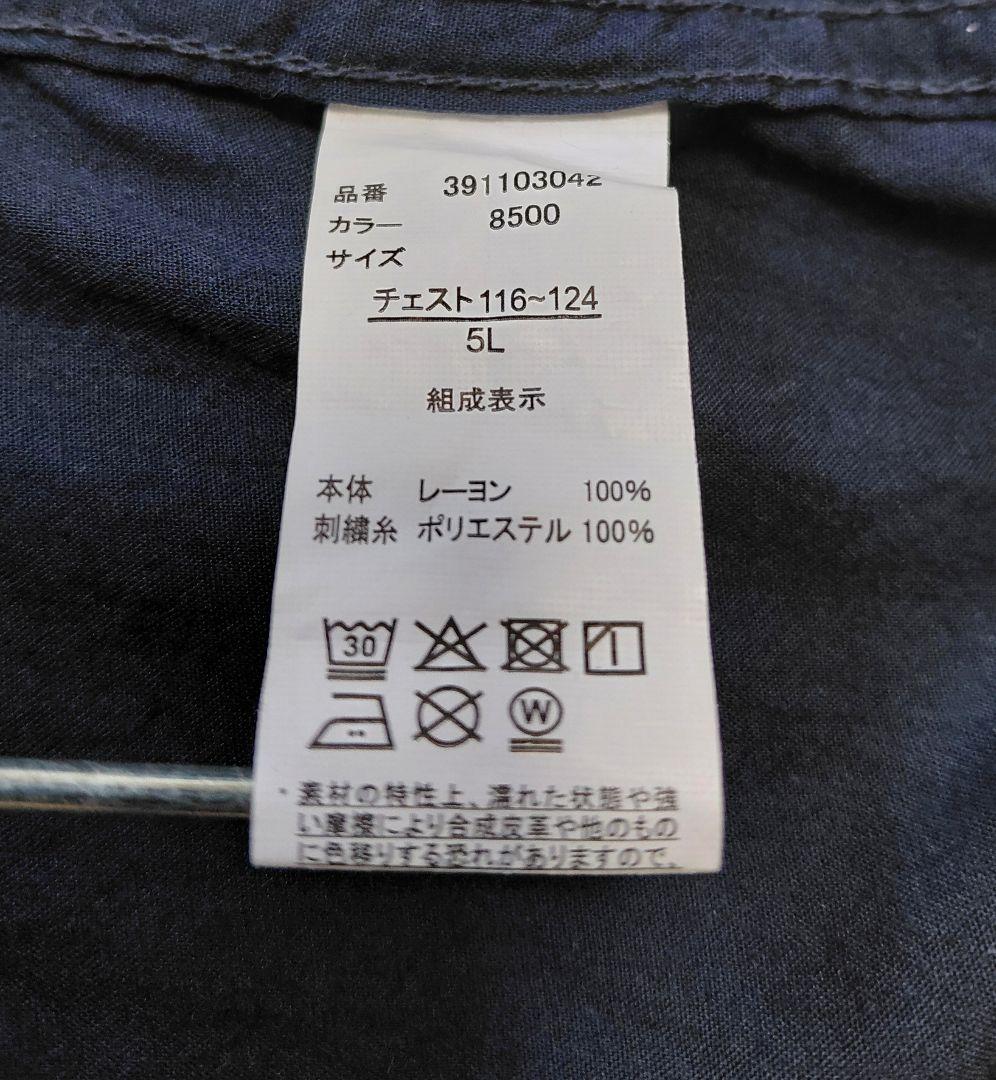 品番 391103042
カラー 8500
サイズ
チェスト116~124
5L
組成表示
本体 レーヨン 100%
刺繍糸 ポリエステル 100%
30
W
・素材の特性上、濡れた状態や強
い摩擦により合成皮革や他のもの
に色移りする恐れがありますので、